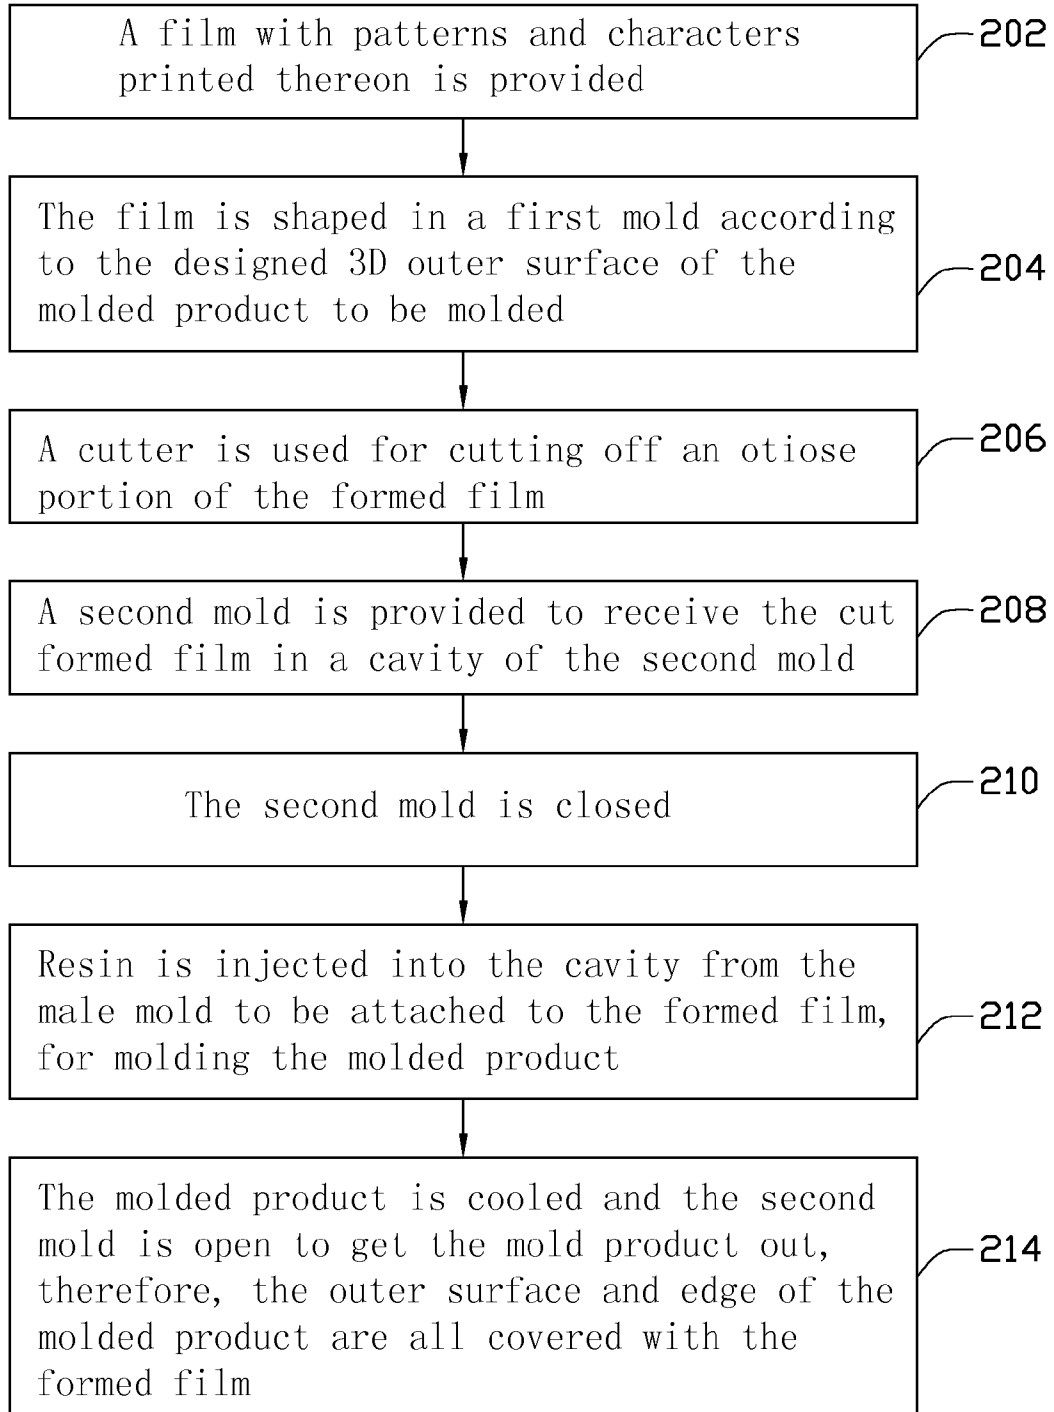 A film with patterns and characters
printed thereon is provided
202
The film is shaped in a first mold according
to the designed 3D outer surface of the
molded product to be molded
204
A cutter is used for cutting off an otiose
portion of the formed film
206
A second mold is provided to receive the cut
formed film in a cavity of the second mold
208
The second mold is closed
210
Resin is injected into the cavity from the
male mold to be attached to the formed film,
for molding the molded product
212
The molded product is cooled and the second
mold is open to get the mold product out,
therefore, the outer surface and edge of the
molded product are all covered with the
formed film
214